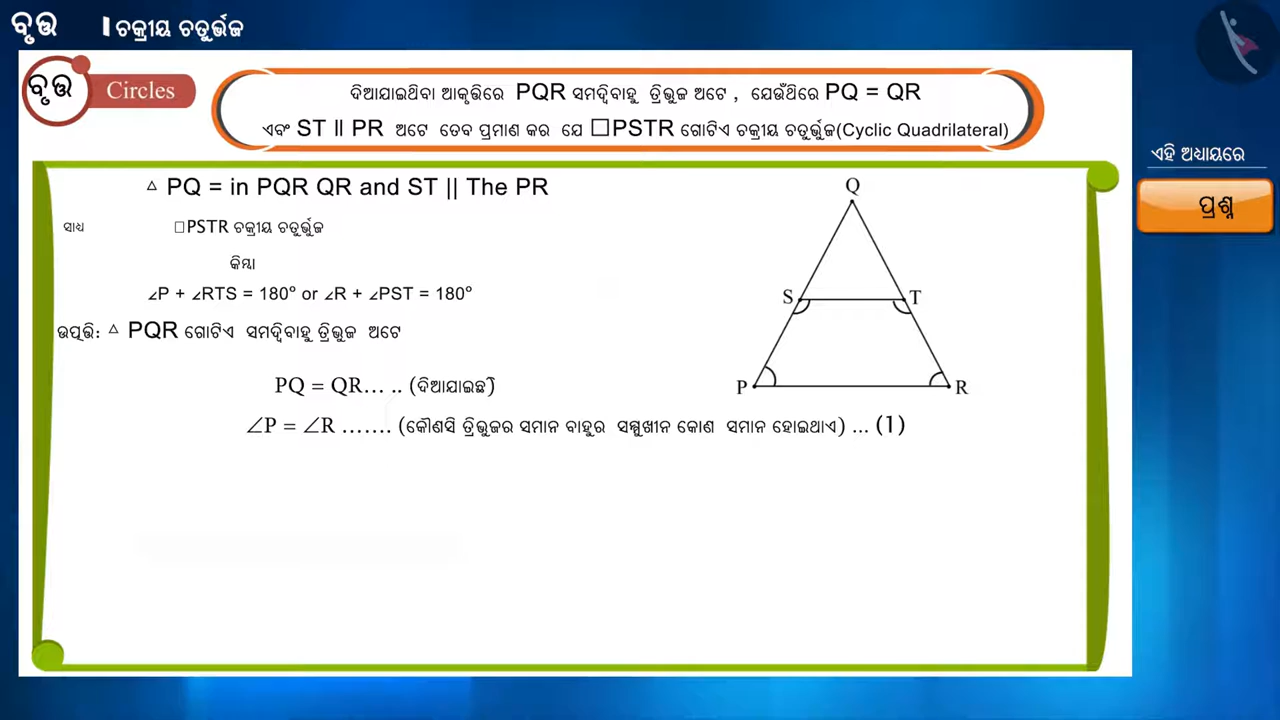 ବୃତ୍ତ । ଚକ୍ରୀୟ ଚତୁର୍ଭୁଜ
ବୃତ୍ତ Circles
ଦିଆଯାଇଥିବା ଆକୃତିରେ PQR ସମଦ୍ୱିବାହୁ ତ୍ରିଭୁଜ ଅଟେ , ଯେଉଁଥିରେ PQ = QR
ଏବଂ ST || PR ଅଟେ ତେବ ପ୍ରମାଣ କର ଯେ □PSTR ଗୋଟିଏ ଚକ୍ରୀୟ ଚତୁର୍ଭୁଜ(Cyclic Quadrilateral)
ଏହି ଅଧ୍ୟାୟରେ
ପ୍ରଶ୍ନ
△ PQ = in PQR QR and ST || The PR
ସାଧ୍ୟ □PSTR ଚକ୍ରୀୟ ଚତୁର୍ଭୁଜ
କିମ୍ବା
∠P + ∠RTS = 180° or ∠R + ∠PST = 180°
ଉତ୍ପତ୍ତି: △ PQR ଗୋଟିଏ ସମଦ୍ୱିବାହୁ ତ୍ରିଭୁଜ ଅଟେ
PQ = QR… .. (ଦିଆଯାଇଛି)
∠P = ∠R ……. (କୌଣସି ତ୍ରିଭୁଜର ସମାନ ବାହୁର ସମ୍ମୁଖୀନ କୋଣ ସମାନ ହୋଇଥାଏ) … (1)
Q
S T
P R